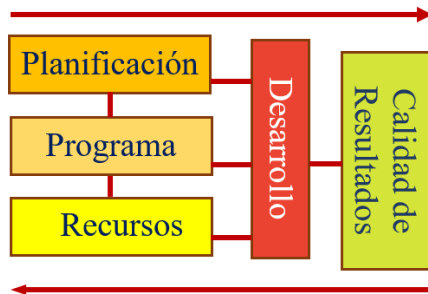 Planificación
Programa
Recursos
Desarrollo
Calidad de
Resultados